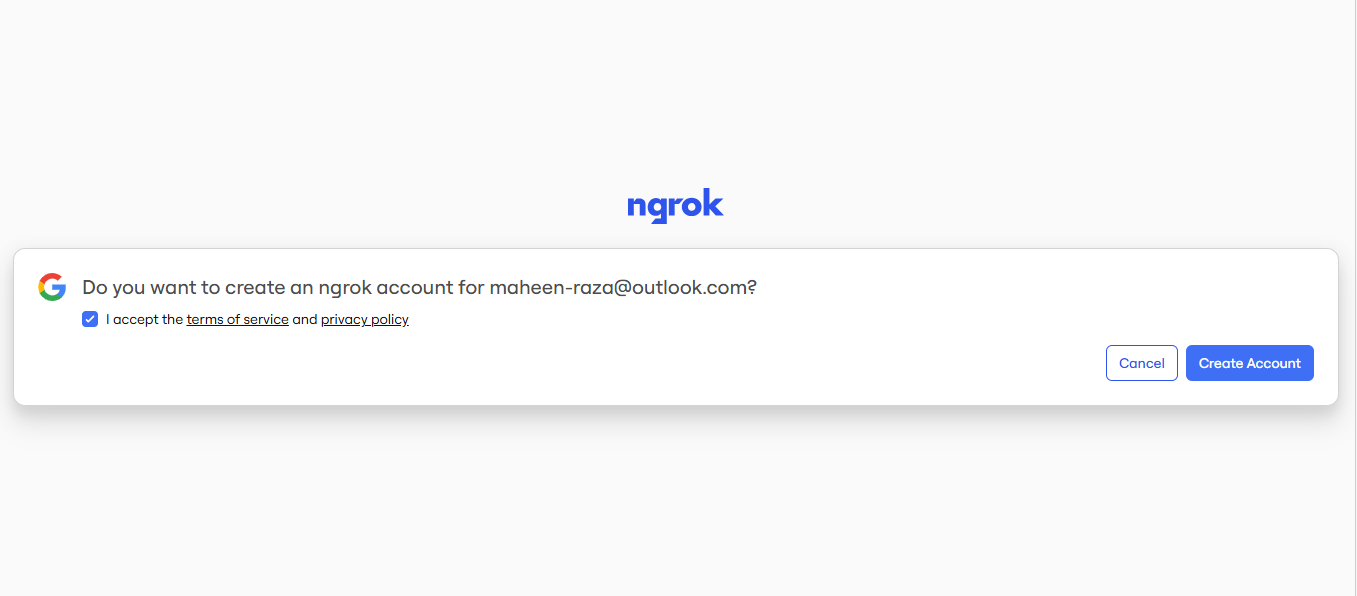 ngrok
Do you want to create an ngrok account for maheen-raza@outlook.com?
I accept the terms of service and privacy policy
Cancel
Create Account